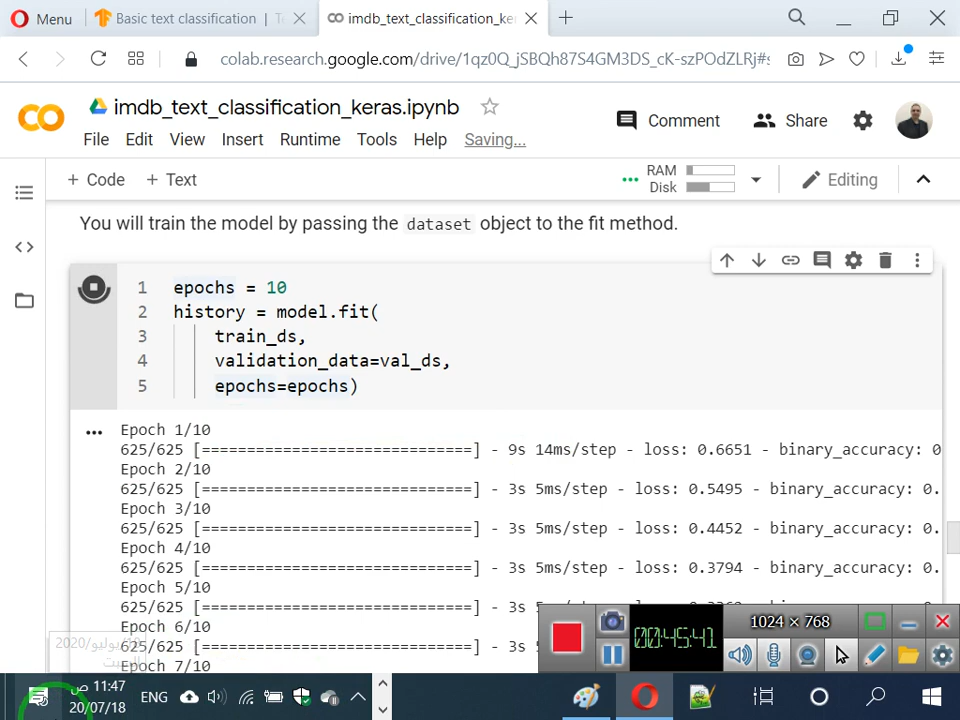 Menu
Basic text classification
imdb_text_classification_ke
colab.research.google.com/drive/1qz0Q_jSBQh87S4GM3DS_cK-szPOdZLRj#s
imdb_text_classification_keras.ipynb
Comment
Share
File Edit View Insert Runtime Tools Help Saving...
+ Code + Text
RAM
Disk
Editing
You will train the model by passing the dataset object to the fit method.
1 epochs = 10
2 history = model.fit(
3 train_ds,
4 validation_data=val_ds,
5 epochs=epochs)
Epoch 1/10
625/625 [==============================] - 9s 14ms/step - loss: 0.6651 - binary_accuracy: 0
Epoch 2/10
625/625 [==============================] - 3s 5ms/step - loss: 0.5495 - binary_accuracy: 0.
Epoch 3/10
625/625 [==============================] - 3s 5ms/step - loss: 0.4452 - binary_accuracy: 0.
Epoch 4/10
625/625 [==============================] - 3s 5ms/step - loss: 0.3794 - binary_accuracy: 0.
Epoch 5/10
625/625 [==============================] - 3s
Epoch 6/10
625/625 [==============================] - 3s
Epoch 7/10
00:45:41
1024 × 768
يوليو/2020
السبت
11:47 ص
20/07/18
ENG